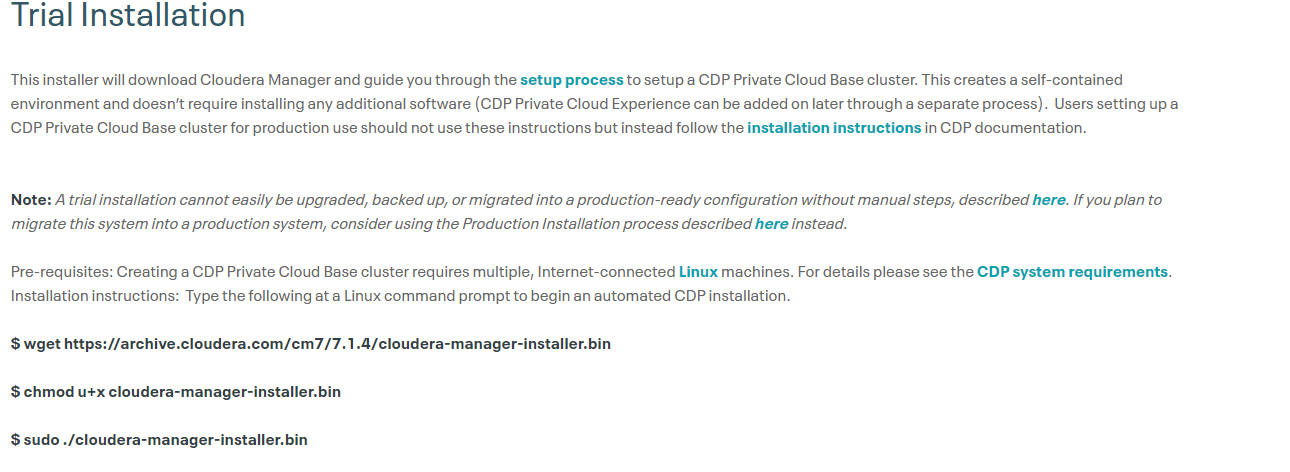 Trial Installation
This installer will download Cloudera Manager and guide you through the setup process to setup a CDP Private Cloud Base cluster. This creates a self-contained
environment and doesn't require installing any additional software (CDP Private Cloud Experience can be added on later through a separate process).  Users setting up a
CDP Private Cloud Base cluster for production use should not use these instructions but instead follow the installation instructions in CDP documentation.
Note: A trial installation cannot easily be upgraded, backed up, or migrated into a production-ready configuration without manual steps, described here. If you plan to
migrate this system into a production system, consider using the Production Installation process described here instead.
Pre-requisites: Creating a CDP Private Cloud Base cluster requires multiple, Internet-connected Linux machines. For details please see the CDP system requirements.
Installation instructions:  Type the following at a Linux command prompt to begin an automated CDP installation.
$ wget https://archive.cloudera.com/cm7/7.1.4/cloudera-manager-installer.bin
$ chmod u+x cloudera-manager-installer.bin
$ sudo ./cloudera-manager-installer.bin